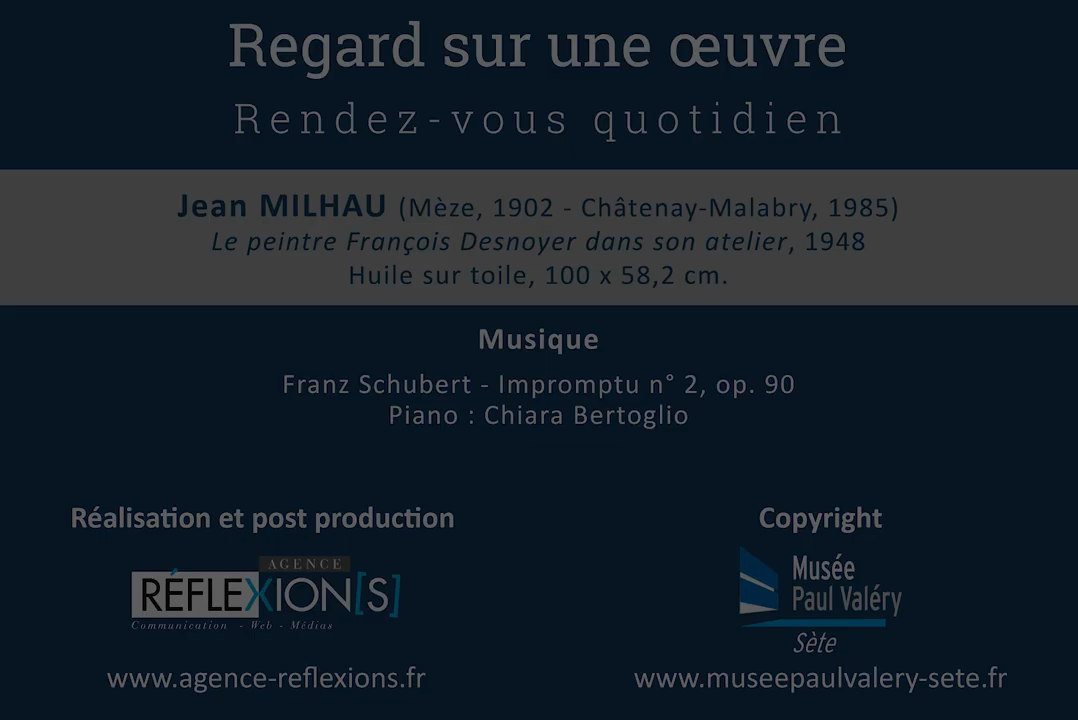 Regard sur une œuvre
Rendez-vous quotidien
Jean MILHAU (Mèze, 1902 - Châtenay-Malabry, 1985)
Le peintre François Desnoyer dans son atelier, 1948
Huile sur toile, 100 x 58,2 cm.
Musique
Franz Schubert - Impromptu n° 2, op. 90
Piano : Chiara Bertoglio
Réalisation et post production
AGENCE
RÉFLEXION[S]
Communication - Web - Médias
www.agence-reflexions.fr
Copyright
Musée
Paul Valéry
Sète
www.museepaulvalery-sete.fr